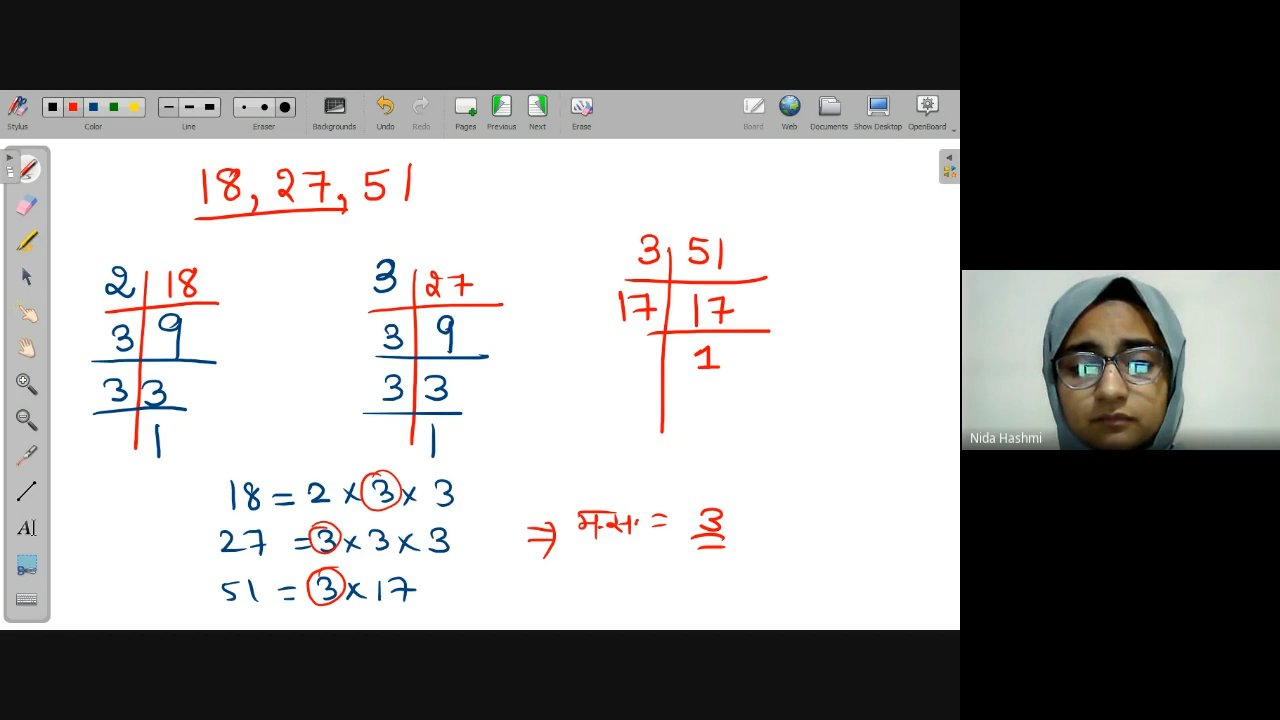 Stylus
Color
Line
Eraser
Backgrounds
Undo
Redo
Pages
Previous
Next
Erase
Board
Web
Documents
Show Desktop
OpenBoard
18, 27, 51
2 | 18
3 | 9
3 | 3
1
3 | 27
3 | 9
3 | 3
1
3 | 51
17 | 17
1
18 = 2 × 3 × 3
27 = 3 × 3 × 3
51 = 3 × 17
⇒ म.स. = 3
Nida Hashmi